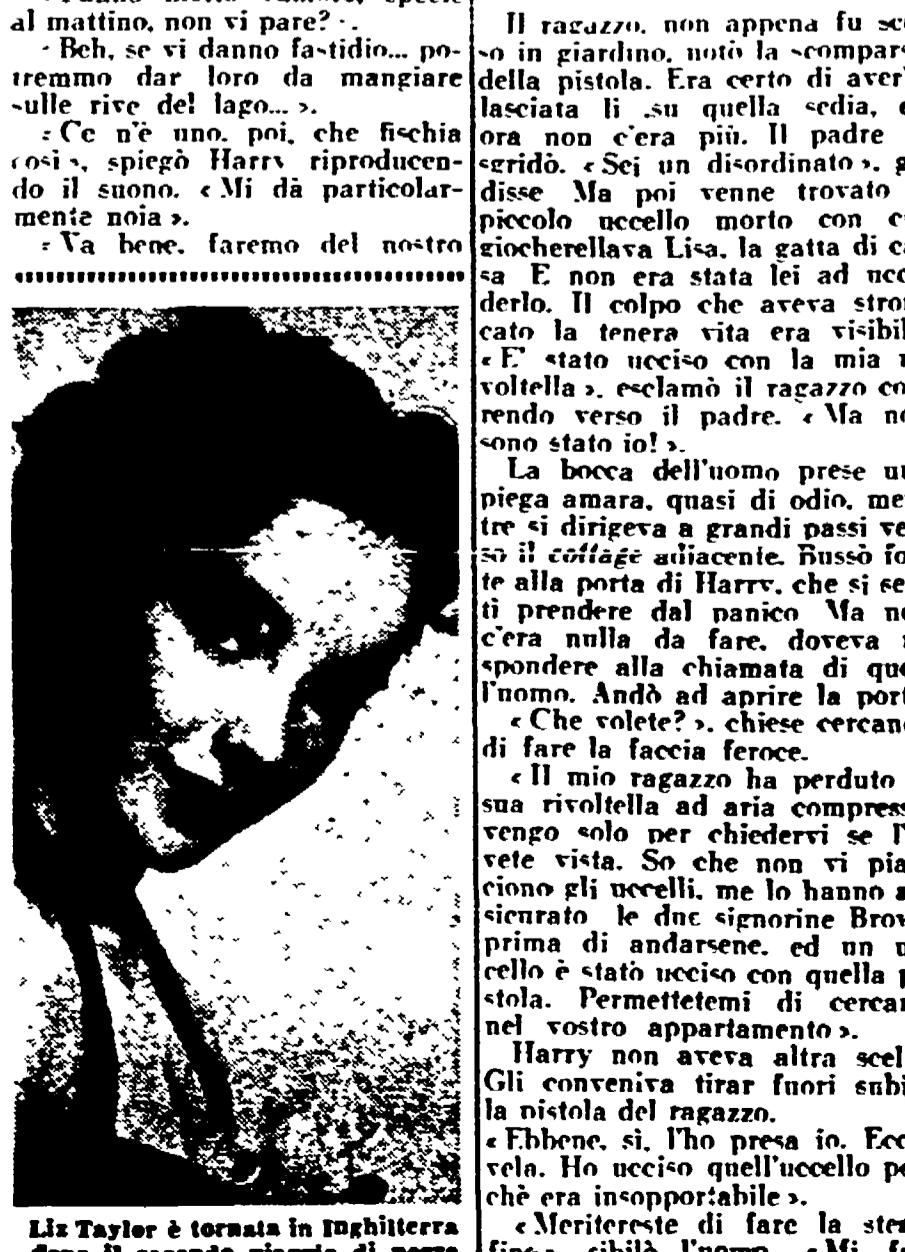 al mattino, non vi pare? ».
« Beh, se vi danno fastidio... po-
tremmo dar loro da mangiare
sulle rive del lago... ».
« Ce n'è uno, poi, che fischia
così », spiegò Harry riproducen-
do il suono. « Mi dà particolar-
mente noia ».
« Va bene, faremo del nostro
Liz Taylor è tornata in Inghilterra
dopo il secondo viaggio di nozze
Il ragazzo, non appena fu sce
so in giardino, notò la scompars
della pistola. Era certo di aver
lasciata lì su quella sedia, e
ora non c'era più. Il padre
sgridò. « Sei un disordinato », g
disse Ma poi venne trovato
piccolo uccello morto con c
giocherellava Lisa, la gatta di ca
sa E non era stata lei ad ucc
derlo. Il colpo che aveva stron
cato la tenera vita era visibil
« E' stato ucciso con la mia r
voltella », esclamò il ragazzo co
rendo verso il padre. « Ma no
sono stato io! ».
La bocca dell'uomo prese un
piega amara, quasi di odio, me
tre si dirigeva a grandi passi ve
so il cottage adiacente. Bussò fo
te alla porta di Harry, che si se
tì prendere dal panico Ma no
c'era nulla da fare, doveva r
spondere alla chiamata di que
l'uomo. Andò ad aprire la port
« Che volete? », chiese cercand
di fare la faccia feroce.
« Il mio ragazzo ha perduto
sua rivoltella ad aria compress
vengo solo per chiedervi se l'
vete vista. So che non vi pia
ciono gli uccelli, me lo hanno a
sicurato le due signorine Brow
prima di andarsene, ed un u
cello è stato ucciso con quella p
stola. Permettetemi di cercar
nel vostro appartamento ».
Harry non aveva altra scel
Gli conveniva tirar fuori subi
la pistola del ragazzo.
« Ebbene, sì, l'ho presa io. Ecc
vela. Ho ucciso quell'uccello pe
chè era insopportabile ».
« Meritereste di fare la ste
sibilò l'uomo. « Mi